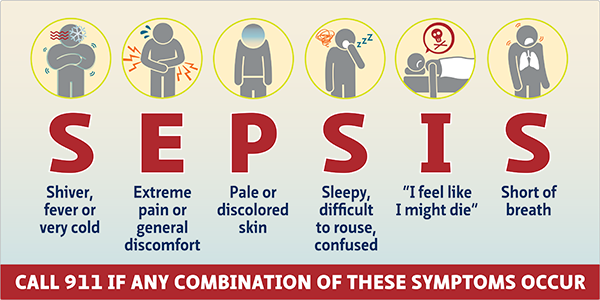 zzz
S E P S I S
Shiver,
fever or
very cold
Extreme
pain or
general
discomfort
Pale or
discolored
skin
Sleepy,
difficult
to rouse,
confused
"I feel like
I might die"
Short of
breath
CALL 911 IF ANY COMBINATION OF THESE SYMPTOMS OCCUR